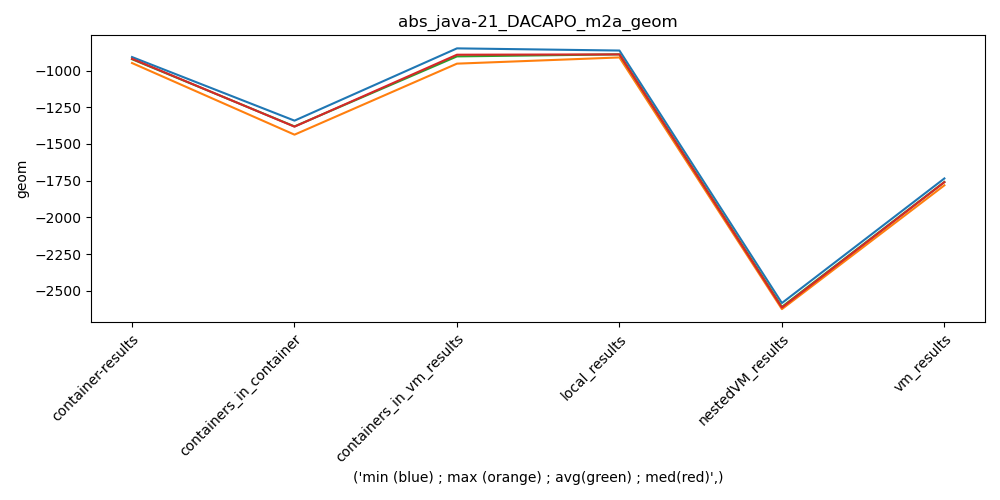 abs_java-21_DACAPO_m2a_geom
geom
−1000
−1250
−1500
−1750
−2000
−2250
−2500
container-results
containers_in_container
containers_in_vm_results
local_results
nestedVM_results
vm_results
('min (blue) ; max (orange) ; avg(green) ; med(red)',)